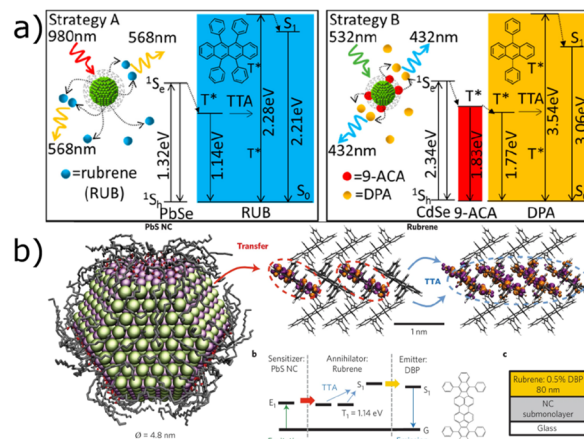 a)
Strategy A
980nm
568nm
568nm
=rubrene
(RUB)
1Se
1Sh
1.32eV
PbSe
T*
TTA
1.14eV
T*
T*
2.28eV
2.21eV
S1
S0
RUB
Strategy B
532nm
432nm
432nm
=9-ACA
=DPA
1Se
1Sh
2.34eV
CdSe
T*
1.83eV
9-ACA
T*
TTA
1.77eV
T*
T*
3.54eV
3.06eV
S1
S0
DPA
PbS NC
Rubrene
b)
Transfer
TTA
1 nm
Ø = 4.8 nm
b
Sensitizer:
PbS NC
Annihilator:
Rubrene
Emitter:
DBP
TTA
S1
S1
E1
T1 = 1.14 eV
G
c
Rubrene: 0.5% DBP
80 nm
NC
submonolayer
Glass